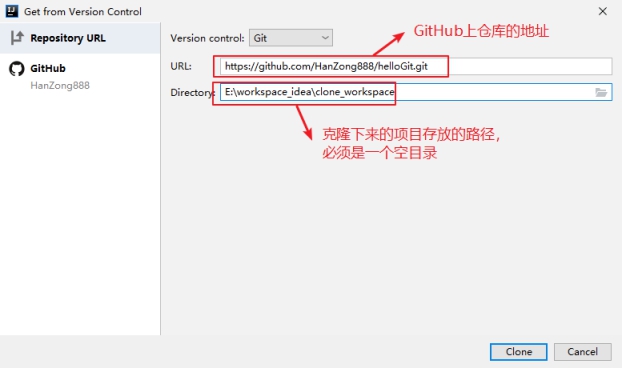 Get from Version Control
Repository URL
GitHub
HanZong888
Version control: Git
GitHub上仓库的地址
URL: https://github.com/HanZong888/helloGit.git
Directory: E:\workspace_idea\clone_workspace
克隆下来的项目存放的路径，
必须是一个空目录
Clone
Cancel